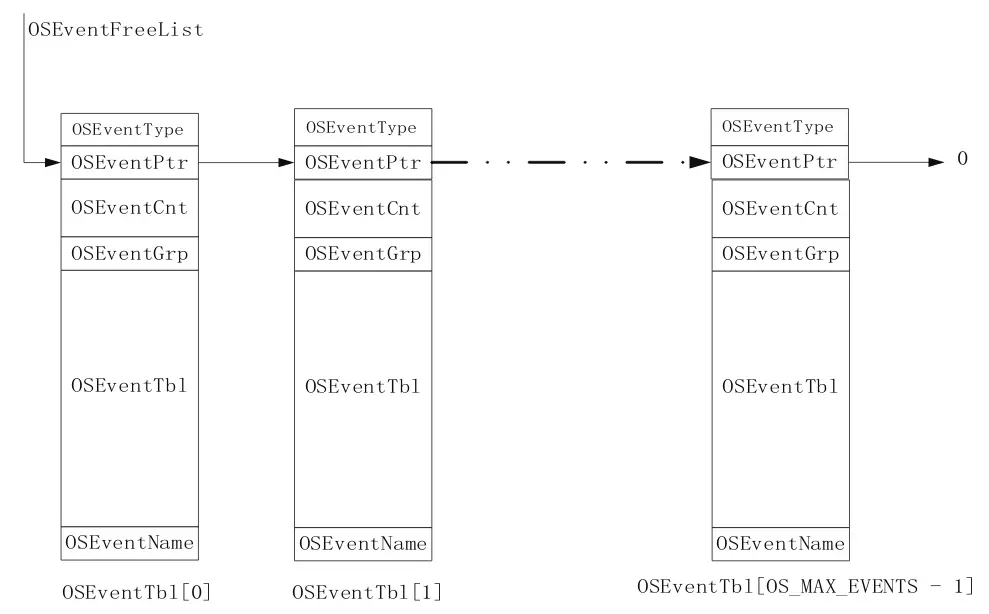 OSEventFreeList
OSEventType OSEventType OSEventType
OSEventPtr OSEventPtr OSEventPtr 0
OSEventCnt OSEventCnt OSEventCnt
OSEventGrp OSEventGrp OSEventGrp
OSEventTbl OSEventTbl OSEventTbl
OSEventName OSEventName OSEventName
OSEventTbl[0] OSEventTbl[1] OSEventTbl[OS_MAX_EVENTS - 1]